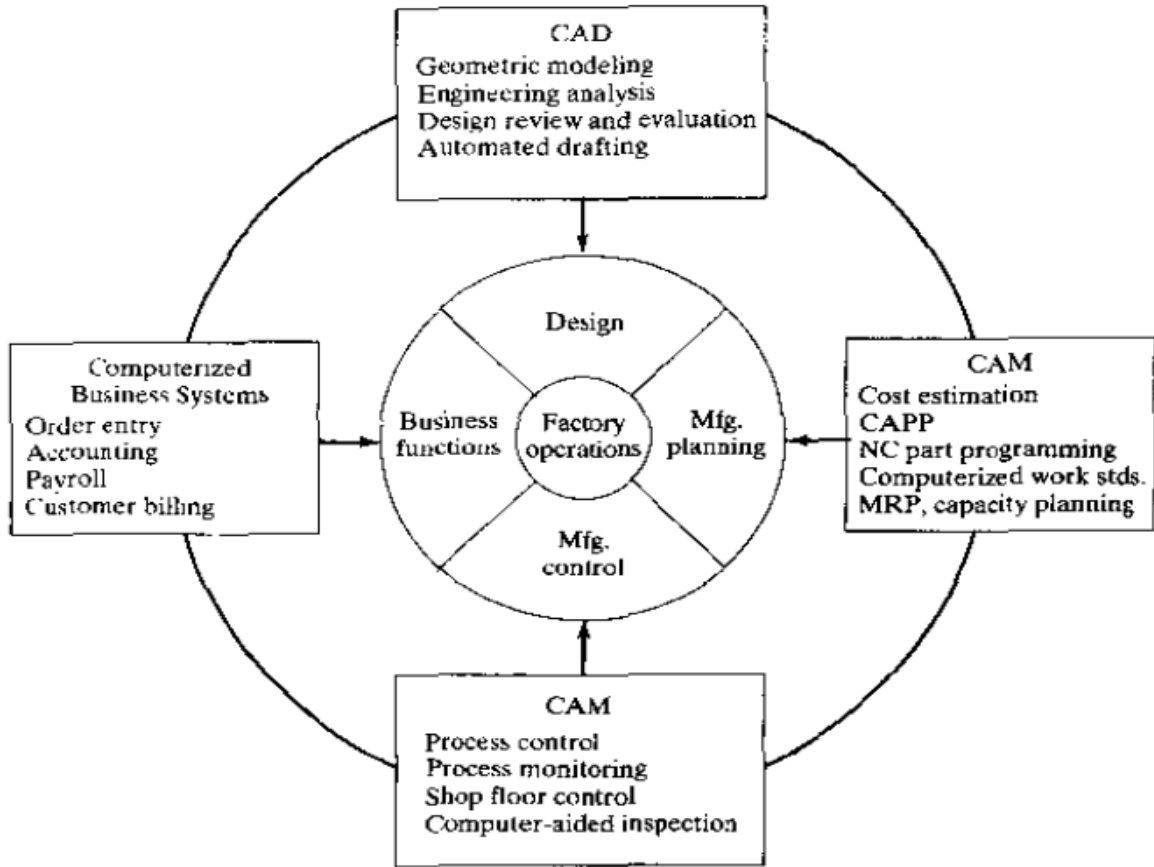 CAD
Geometric modeling
Engineering analysis
Design review and evaluation
Automated drafting
Design
Computerized
Business Systems
Order entry
Accounting
Payroll
Customer billing
Business
functions
Factory
operations
Mfg.
planning
CAM
Cost estimation
CAPP
NC part programming
Computerized work stds.
MRP, capacity planning
Mfg.
control
CAM
Process control
Process monitoring
Shop floor control
Computer-aided inspection